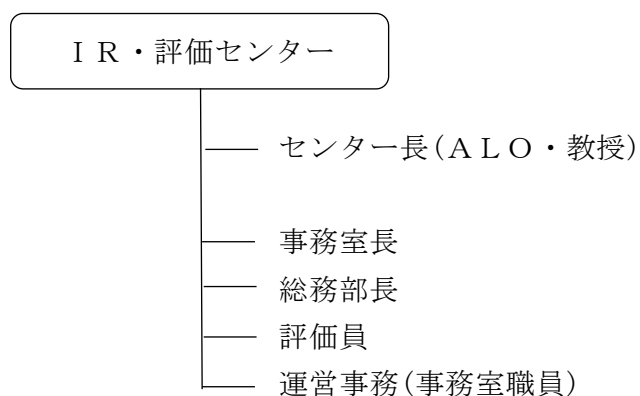 ＩＲ・評価センター
センター長(ＡＬＯ・教授)
事務室長
総務部長
評価員
運営事務(事務室職員)